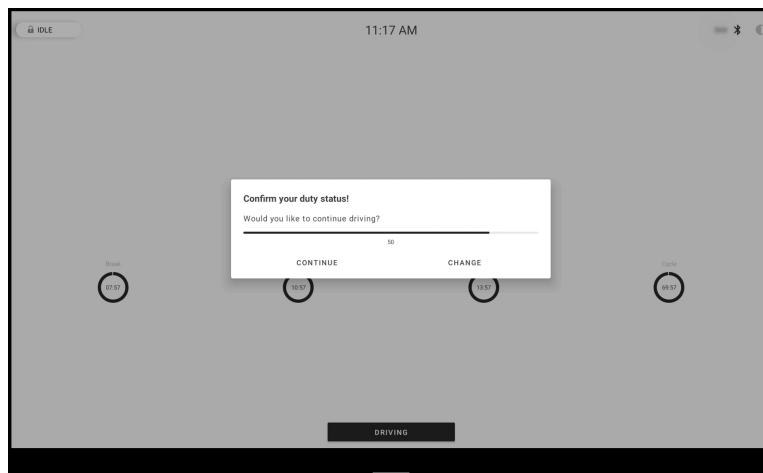 IDLE
11:17 AM
Confirm your duty status!
Would you like to continue driving?
50
CONTINUE
CHANGE
Break
Cycle
07:57
10:57
13:57
69:57
DRIVING